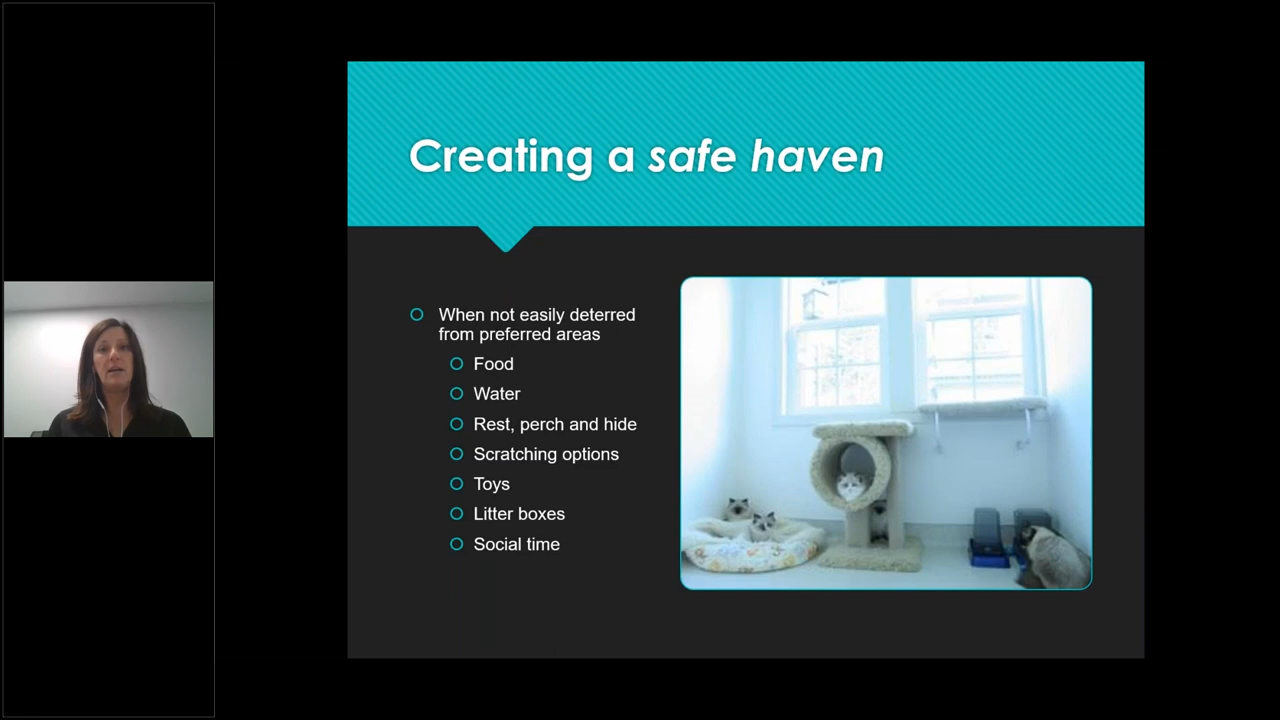 Creating a safe haven
When not easily deterred
from preferred areas
Food
Water
Rest, perch and hide
Scratching options
Toys
Litter boxes
Social time